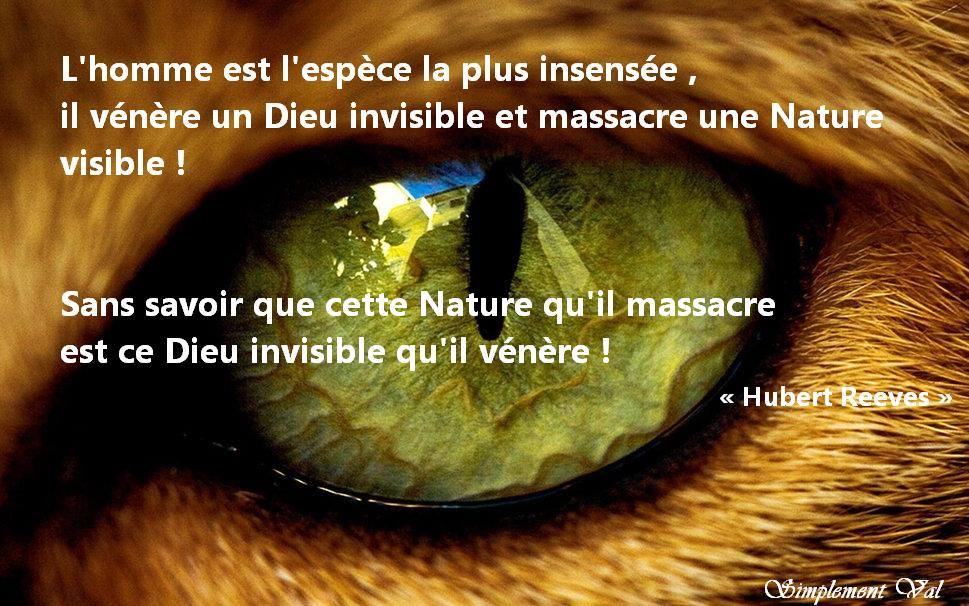 L'homme est l'espèce la plus insensée ,
il vénère un Dieu invisible et massacre une Nature
visible !
Sans savoir que cette Nature qu'il massacre
est ce Dieu invisible qu'il vénère !
« Hubert Reeves »
Simplement Val